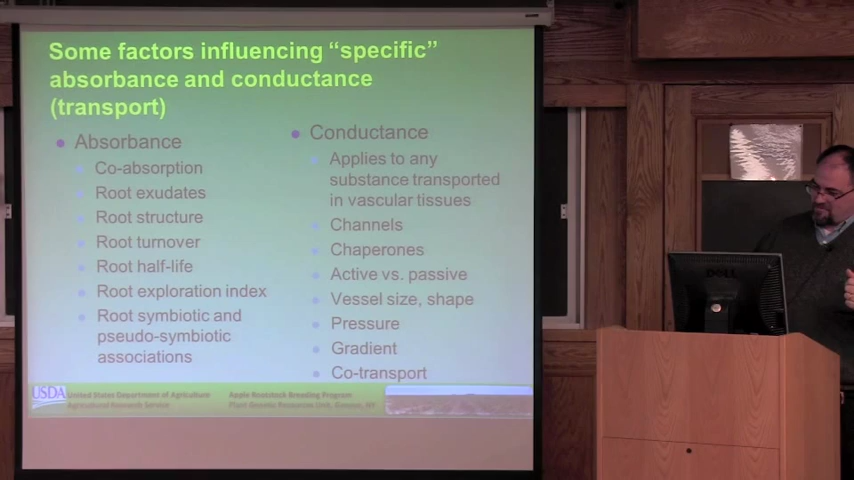 Some factors influencing “specific”
absorbance and conductance
(transport)
Absorbance
Co-absorption
Root exudates
Root structure
Root turnover
Root half-life
Root exploration index
Root symbiotic and
pseudo-symbiotic
associations
Conductance
Applies to any
substance transported
in vascular tissues
Channels
Chaperones
Active vs. passive
Vessel size, shape
Pressure
Gradient
Co-transport
USDA
United States Department of Agriculture
Agricultural Research Service
Apple Rootstock Breeding Program
Plant Genetic Resources Unit, Geneva, NY
DELL